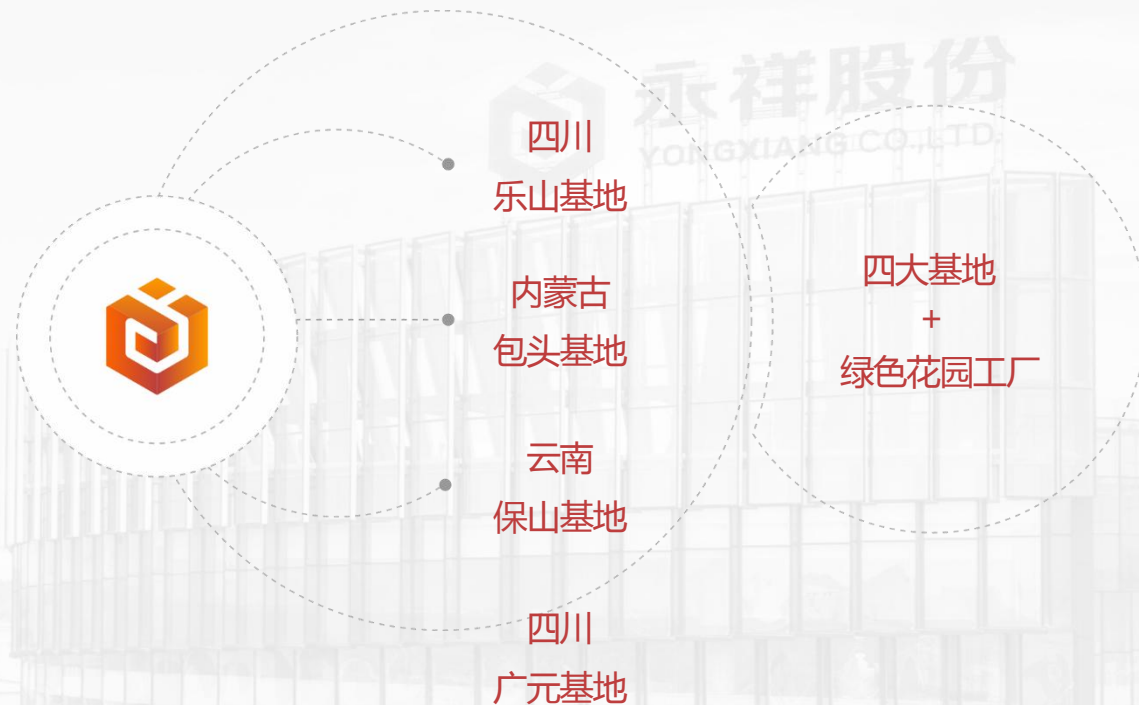 永祥股份
YONGXIANG CO.,LTD.
四川
乐山基地
内蒙古
包头基地
云南
保山基地
四川
广元基地
四大基地
+
绿色花园工厂